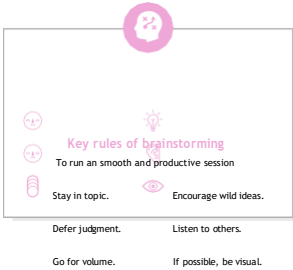 Key rules of brainstorming
To run an smooth and productive session
Stay in topic. Encourage wild ideas.
Defer judgment. Listen to others.
Go for volume. If possible, be visual.